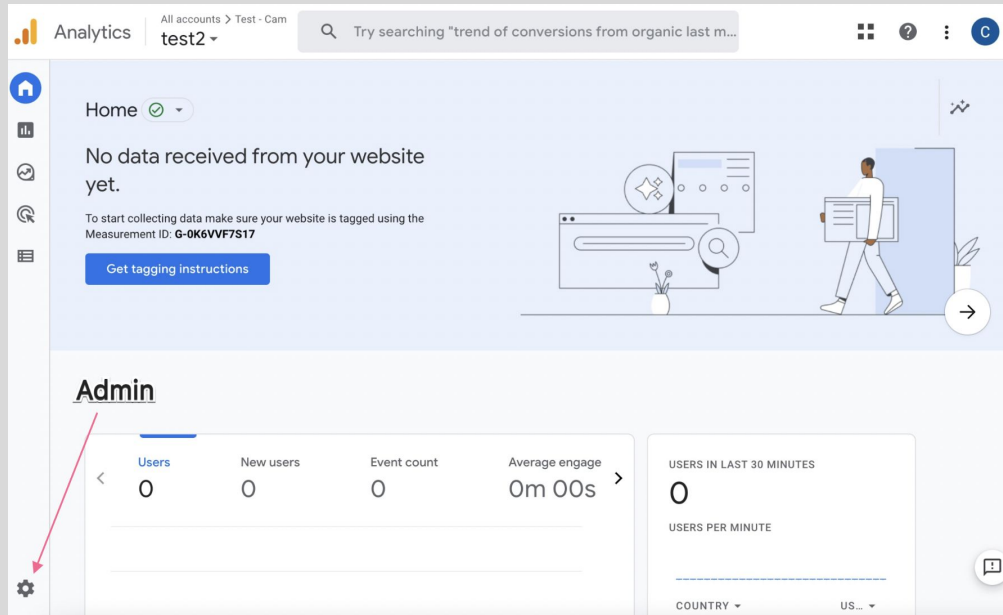 Analytics
All accounts > Test - Cam
test2
Try searching "trend of conversions from organic last m...
C
Home
No data received from your website
yet.
To start collecting data make sure your website is tagged using the
Measurement ID: G-0K6VVF7S17
Get tagging instructions
Admin
Users
New users
Event count
Average engage
0
0
0
0m 00s
USERS IN LAST 30 MINUTES
0
USERS PER MINUTE
COUNTRY
US...